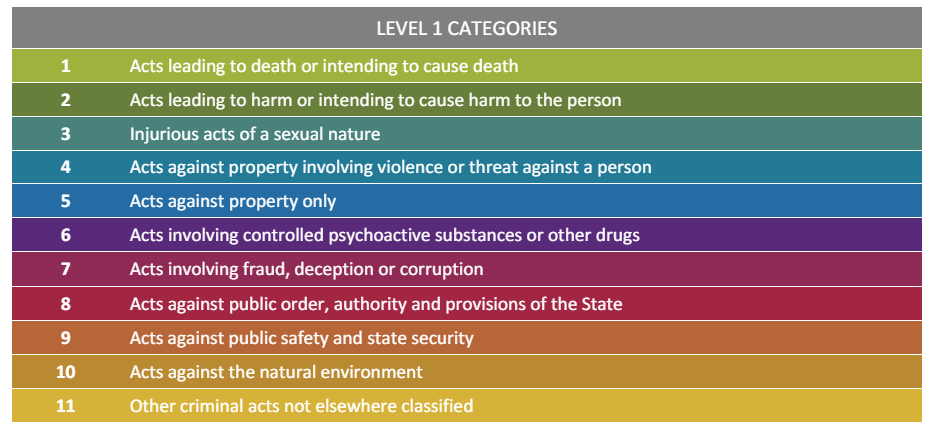 LEVEL 1 CATEGORIES
1 Acts leading to death or intending to cause death
2 Acts leading to harm or intending to cause harm to the person
3 Injurious acts of a sexual nature
4 Acts against property involving violence or threat against a person
5 Acts against property only
6 Acts involving controlled psychoactive substances or other drugs
7 Acts involving fraud, deception or corruption
8 Acts against public order, authority and provisions of the State
9 Acts against public safety and state security
10 Acts against the natural environment
11 Other criminal acts not elsewhere classified